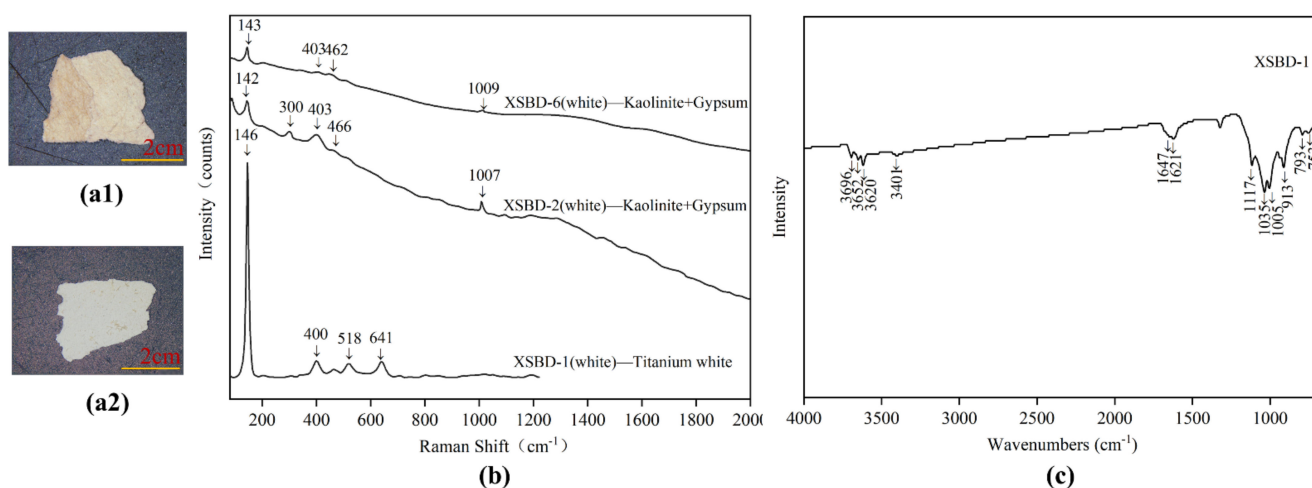 2cm
(a1)
2cm
(a2)
Intensity (counts)
143
403
462
1009
XSBD-6(white)—Kaolinite+Gypsum
142
300
403
466
1007
XSBD-2(white)—Kaolinite+Gypsum
146
400
518
641
XSBD-1(white)—Titanium white
200 400 600 800 1000 1200 1400 1600 1800 2000
Raman Shift (cm-1)
(b)
Intensity
XSBD-1
3696
3652
3620
3401
1647
1621
1117
1035
1005
913
793
4000 3500 3000 2500 2000 1500 1000
Wavenumbers (cm-1)
(c)